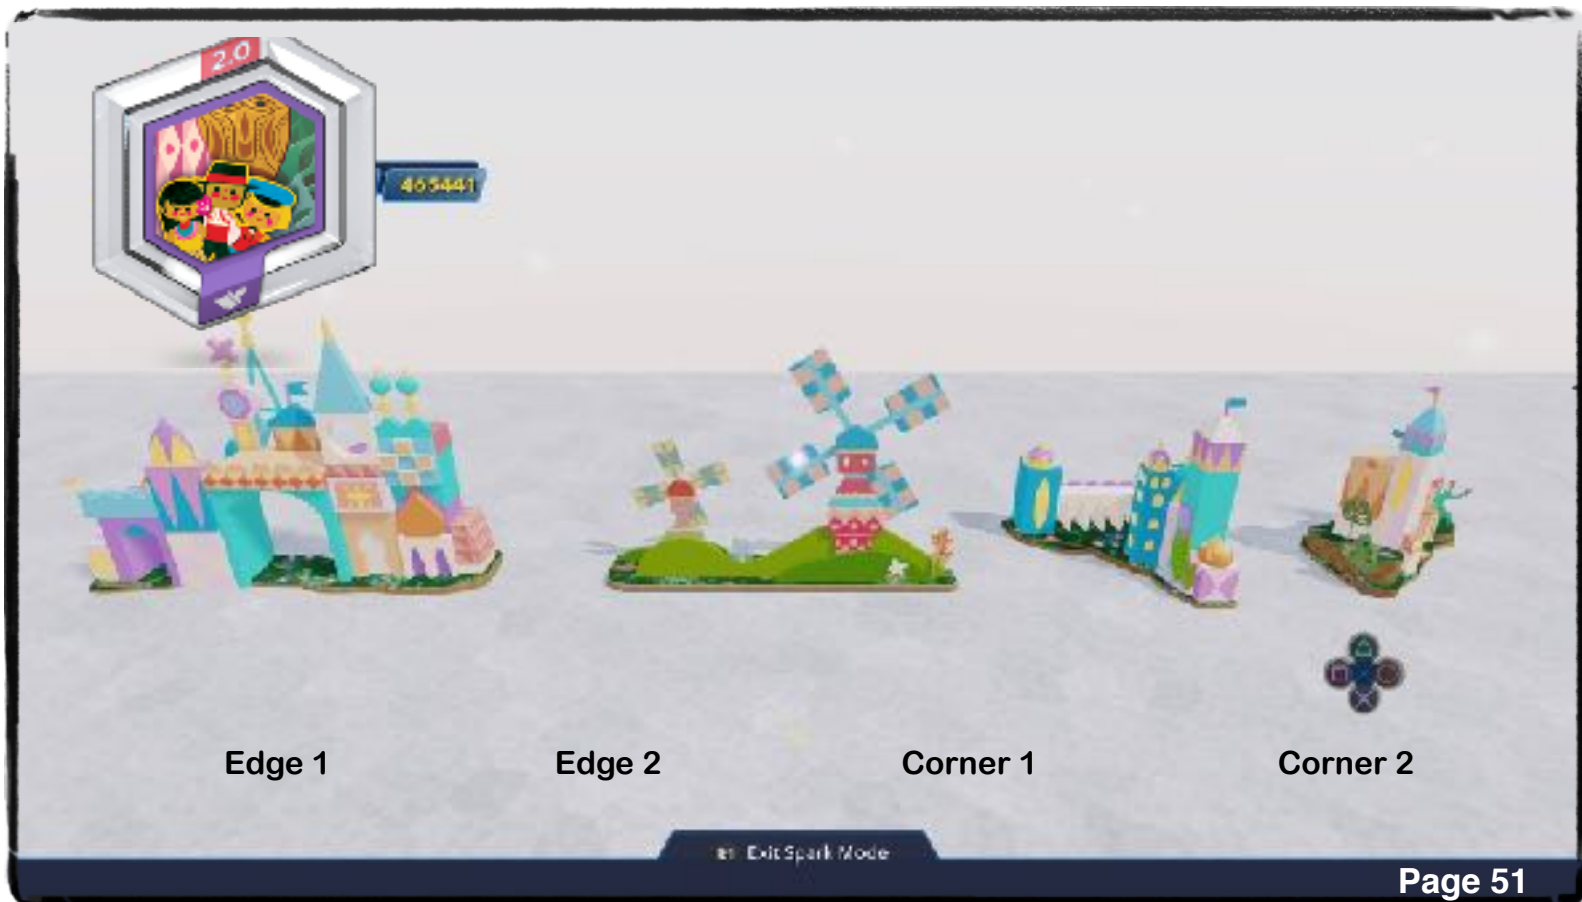 2.0
465441
Edge 1
Edge 2
Corner 1
Corner 2
Exit Spark Mode
Page 51